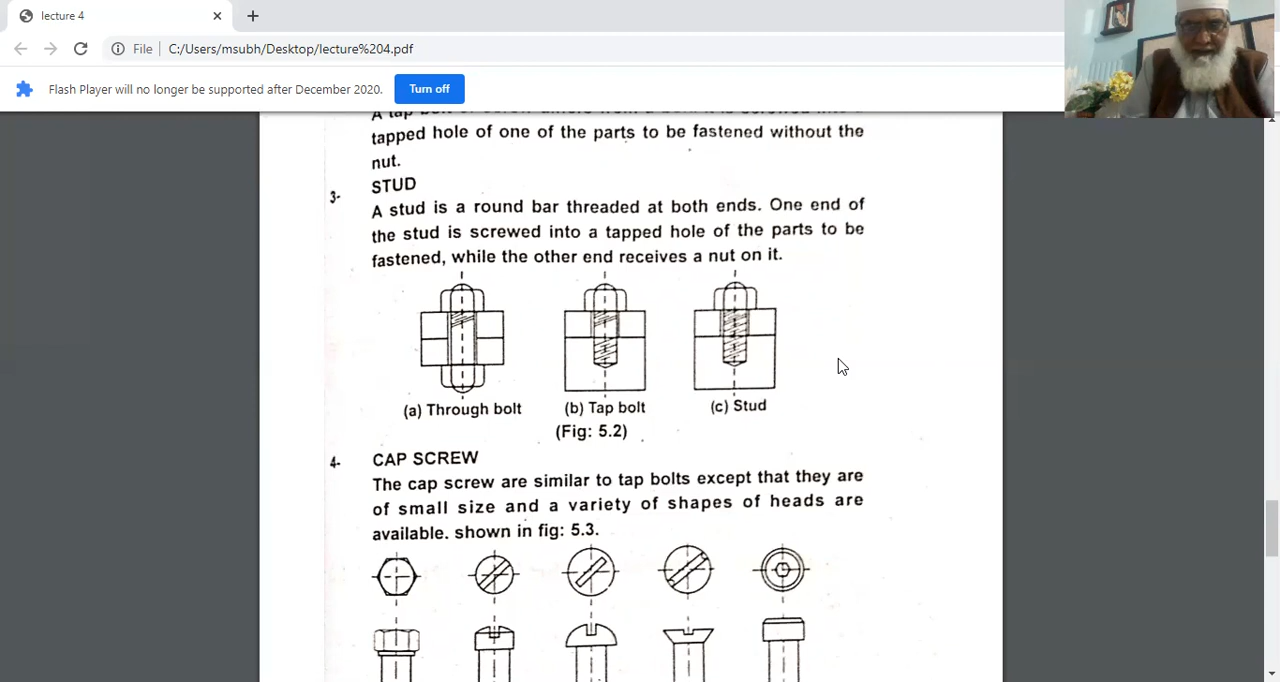 lecture 4
File
C:/Users/msubh/Desktop/lecture%204.pdf
Flash Player will no longer be supported after December 2020.
Turn off
A tap
tapped hole of one of the parts to be fastened without the
nut.
3- STUD
A stud is a round bar threaded at both ends. One end of
the stud is screwed into a tapped hole of the parts to be
fastened, while the other end receives a nut on it.
(a) Through bolt (b) Tap bolt (c) Stud
(Fig: 5.2)
4- CAP SCREW
The cap screw are similar to tap bolts except that they are
of small size and a variety of shapes of heads are
available. shown in fig: 5.3.